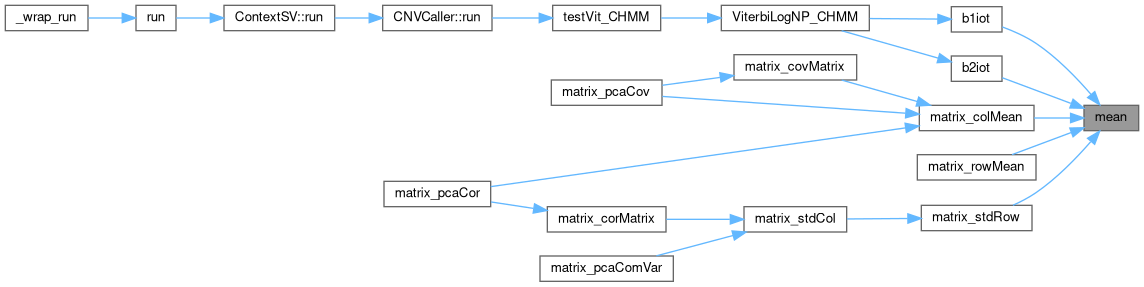 _wrap_run
run
ContextSV::run
CNVCaller::run
testVit_CHMM
ViterbiLogNP_CHMM
b1iot
b2iot
matrix_covMatrix
matrix_pcaCov
matrix_colMean
mean
matrix_rowMean
matrix_pcaCor
matrix_corMatrix
matrix_stdCol
matrix_stdRow
matrix_pcaComVar